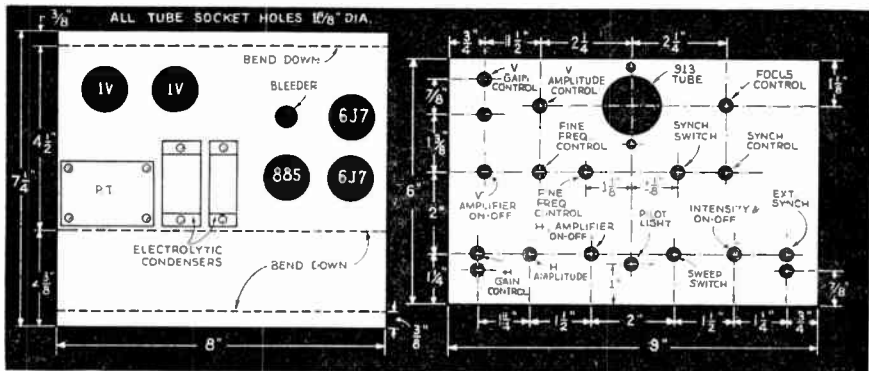 ALL TUBE SOCKET HOLES 1 1/8" DIA.
3/8"
BEND DOWN
1V
1V
BLEEDER
6J7
4 1/2"
7 1/4"
885
6J7
P.T.
ELECTROLYTIC
CONDENSERS
BEND DOWN
8"
3/4"
1 1/2"
2 1/4"
2 1/4"
V
GAIN
CONTROL
V
AMPLITUDE
CONTROL
913
TUBE
FOCUS
CONTROL
7/8"
1 3/8"
FINE
FREQ
CONTROL
SYNCH
SWITCH
SYNCH
CONTROL
6"
V
AMPLIFIER
ON-OFF
FINE
FREQ
CONTROL
1 1/8"
2"
H AMPLIFIER
ON-OFF
PILOT
LIGHT
INTENSITY &
ON-OFF
EXT
SYNCH
1 1/4"
H
GAIN
CONTROL
H
AMPLITUDE
1"
SWEEP
SWITCH
7/8"
1 1/4"
1 1/2"
2"
1 1/2"
1 1/4"
3/4"
9"